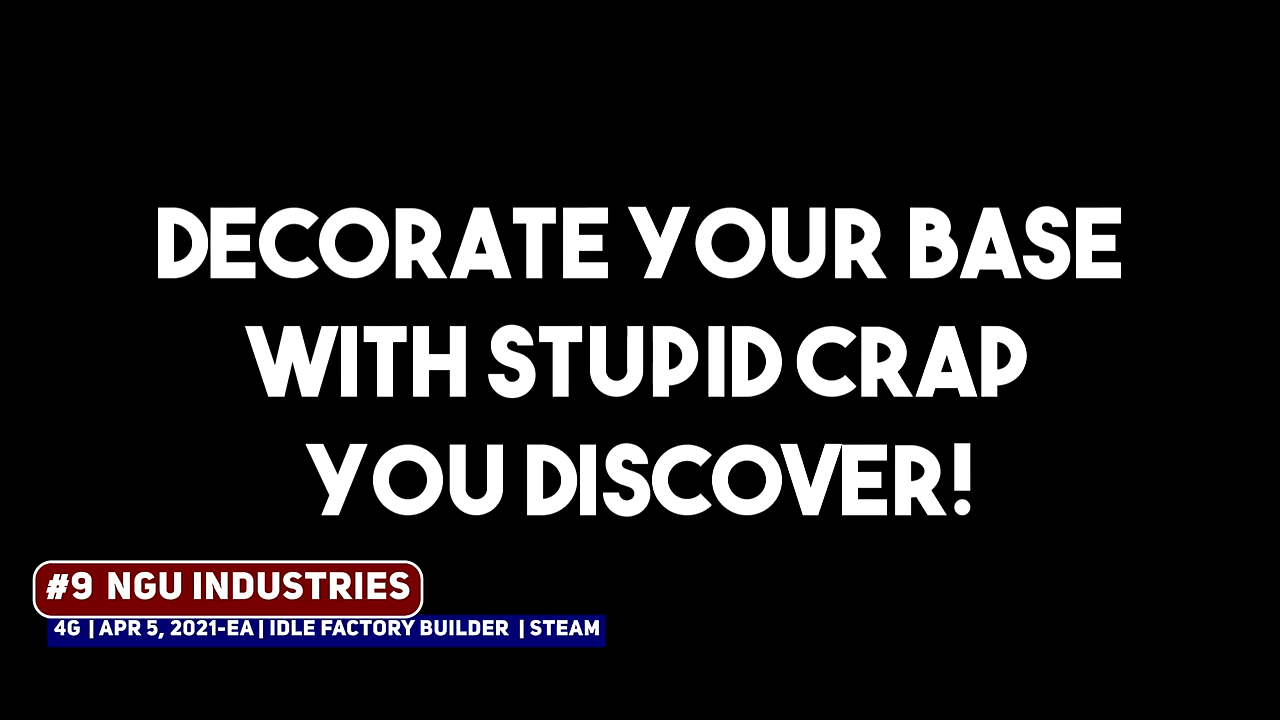 DECORATE YOUR BASE
WITH STUPID CRAP
YOU DISCOVER!
#9 NGU INDUSTRIES
4G | APR 5, 2021-EA | IDLE FACTORY BUILDER | STEAM